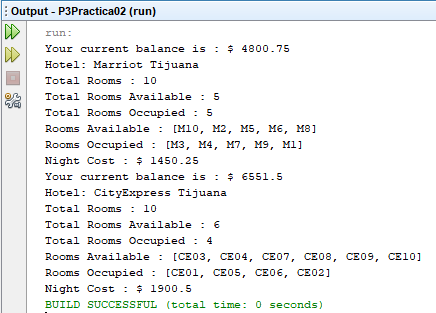 Output - P3Practica02 (run)
run:
Your current balance is : $ 4800.75
Hotel: Marriot Tijuana
Total Rooms : 10
Total Rooms Available : 5
Total Rooms Occupied : 5
Rooms Available : [M10, M2, M5, M6, M8]
Rooms Occupied : [M3, M4, M7, M9, M1]
Night Cost : $ 1450.25
Your current balance is : $ 6551.5
Hotel: CityExpress Tijuana
Total Rooms : 10
Total Rooms Available : 6
Total Rooms Occupied : 4
Rooms Available : [CE03, CE04, CE07, CE08, CE09, CE10]
Rooms Occupied : [CE01, CE05, CE06, CE02]
Night Cost : $ 1900.5
BUILD SUCCESSFUL (total time: 0 seconds)